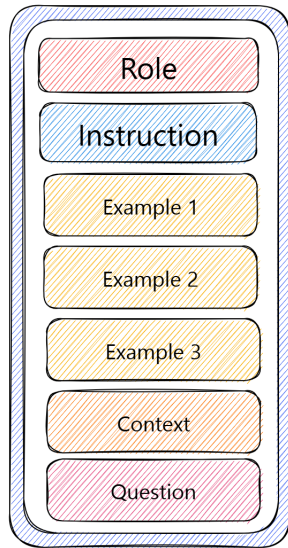 Role
Instruction
Example 1
Example 2
Example 3
Context
Question